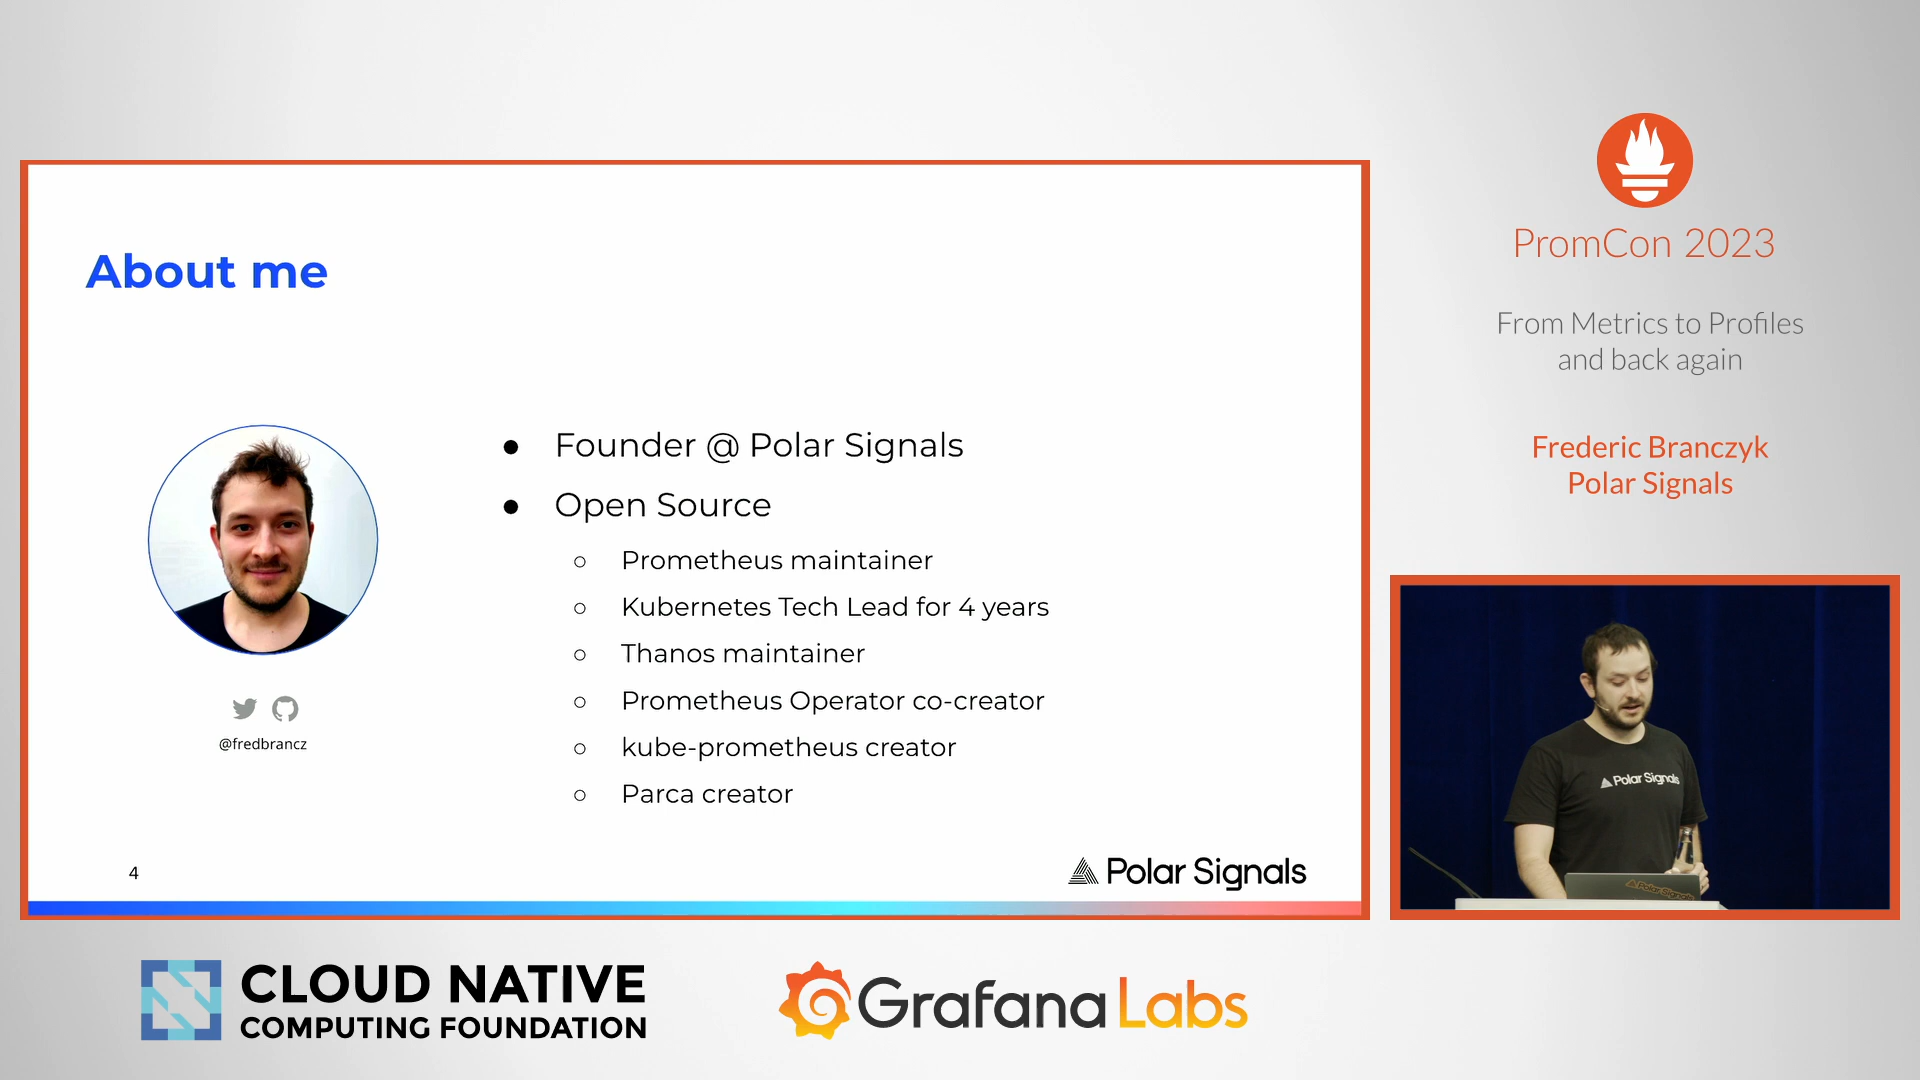 About me
@fredbrancz
● Founder @ Polar Signals
● Open Source
○ Prometheus maintainer
○ Kubernetes Tech Lead for 4 years
○ Thanos maintainer
○ Prometheus Operator co-creator
○ kube-prometheus creator
○ Parca creator
4
Polar Signals
PromCon 2023
From Metrics to Profiles
and back again
Frederic Branczyk
Polar Signals
Polar Signals
Polar Signals
CLOUD NATIVE
COMPUTING FOUNDATION
Grafana Labs